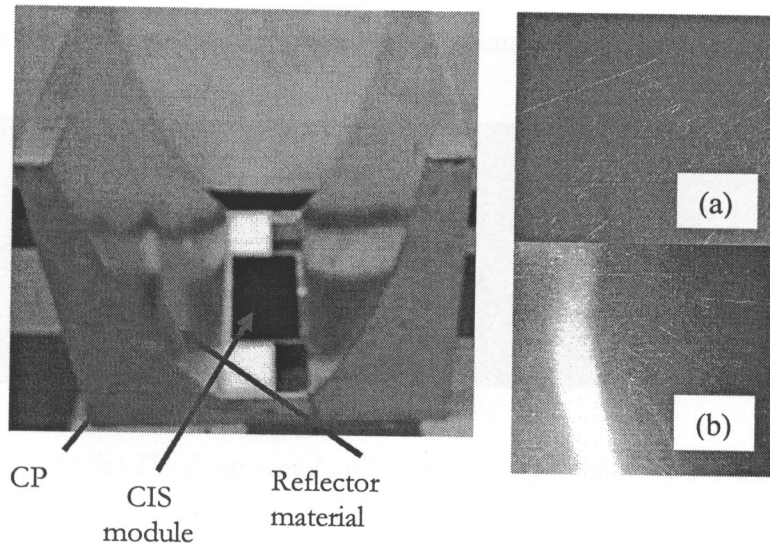 (a)
(b)
CP
CIS
module
Reflector
material